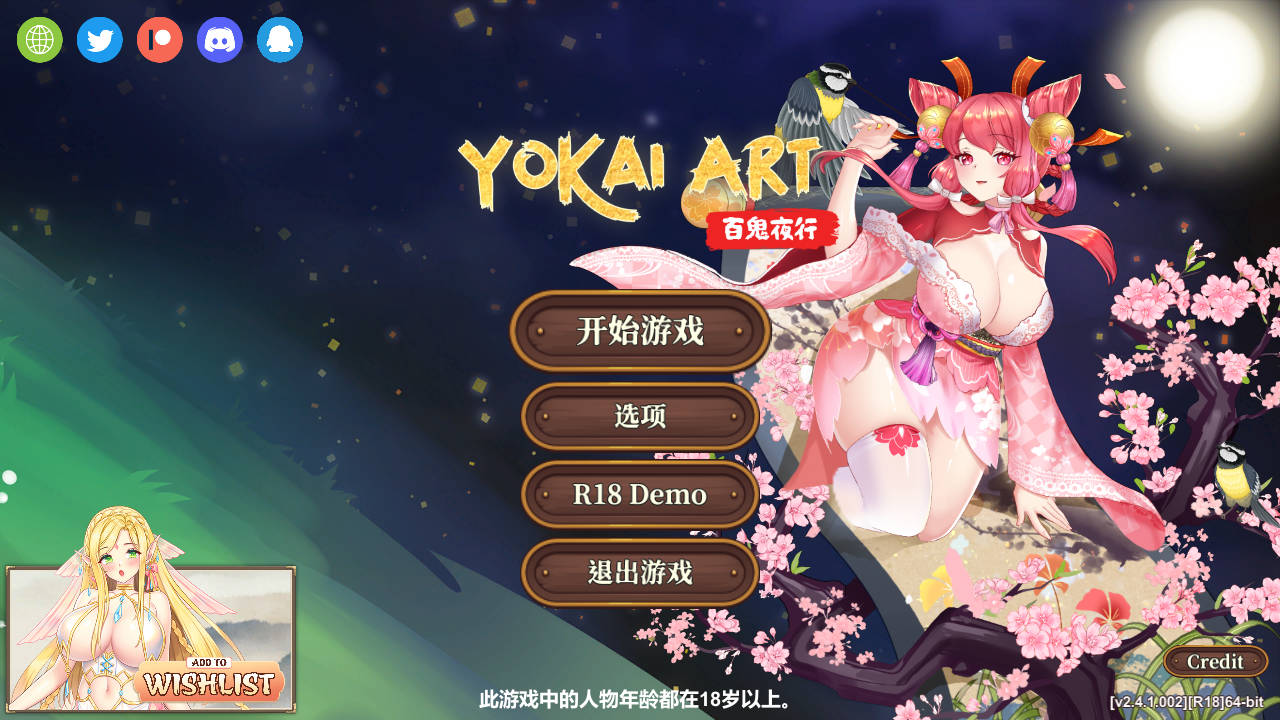 YOKAI ART
百鬼夜行
开始游戏
选项
R18 Demo
退出游戏
ADD TO
WISHLIST
Credit
此游戏中的人物年龄都在18岁以上。
[v2.4.1.002][R18]64-bit